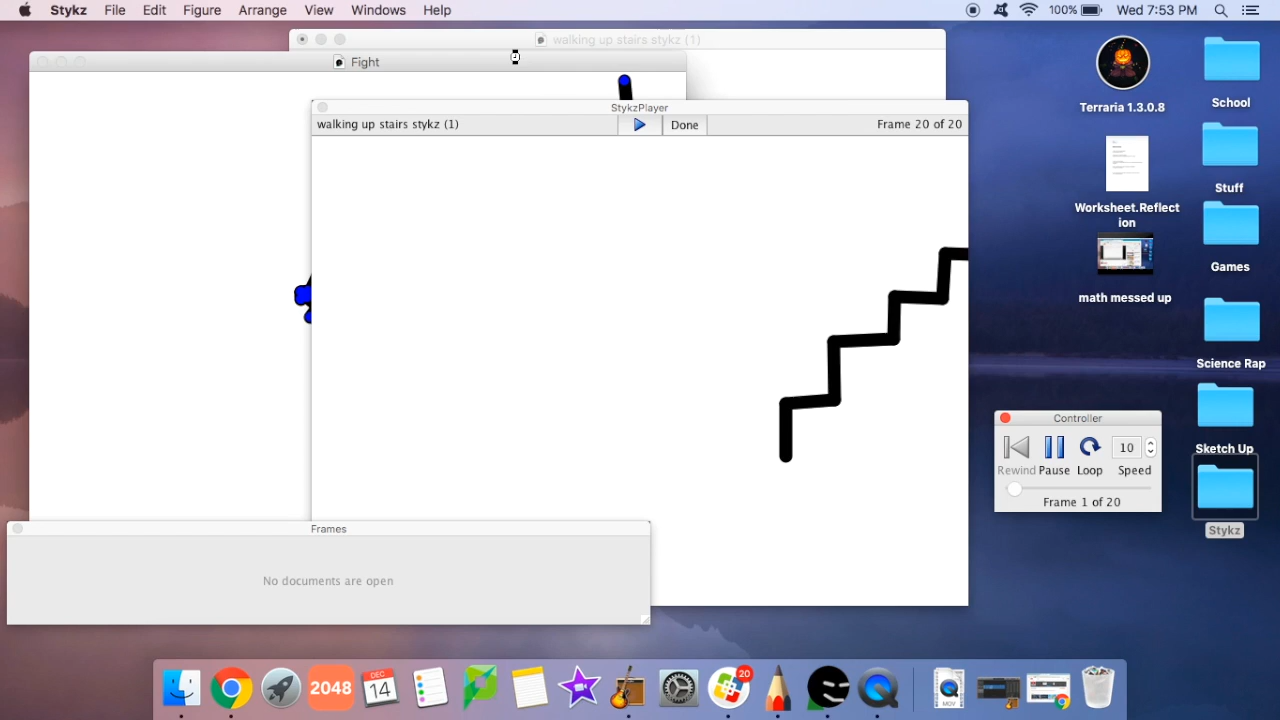 Stykz File Edit Figure Arrange View Windows Help 100% Wed 7:53 PM
walking up stairs stykz (1)
Fight
StykzPlayer
walking up stairs stykz (1) Done Frame 20 of 20
Terraria 1.3.0.8
School
Worksheet.Reflect
ion
Stuff
Games
math messed up
Science Rap
Controller
10
Rewind Pause Loop Speed
Frame 1 of 20
Sketch Up
Stykz
Frames
No documents are open
2048
DEC
14
20
MOV